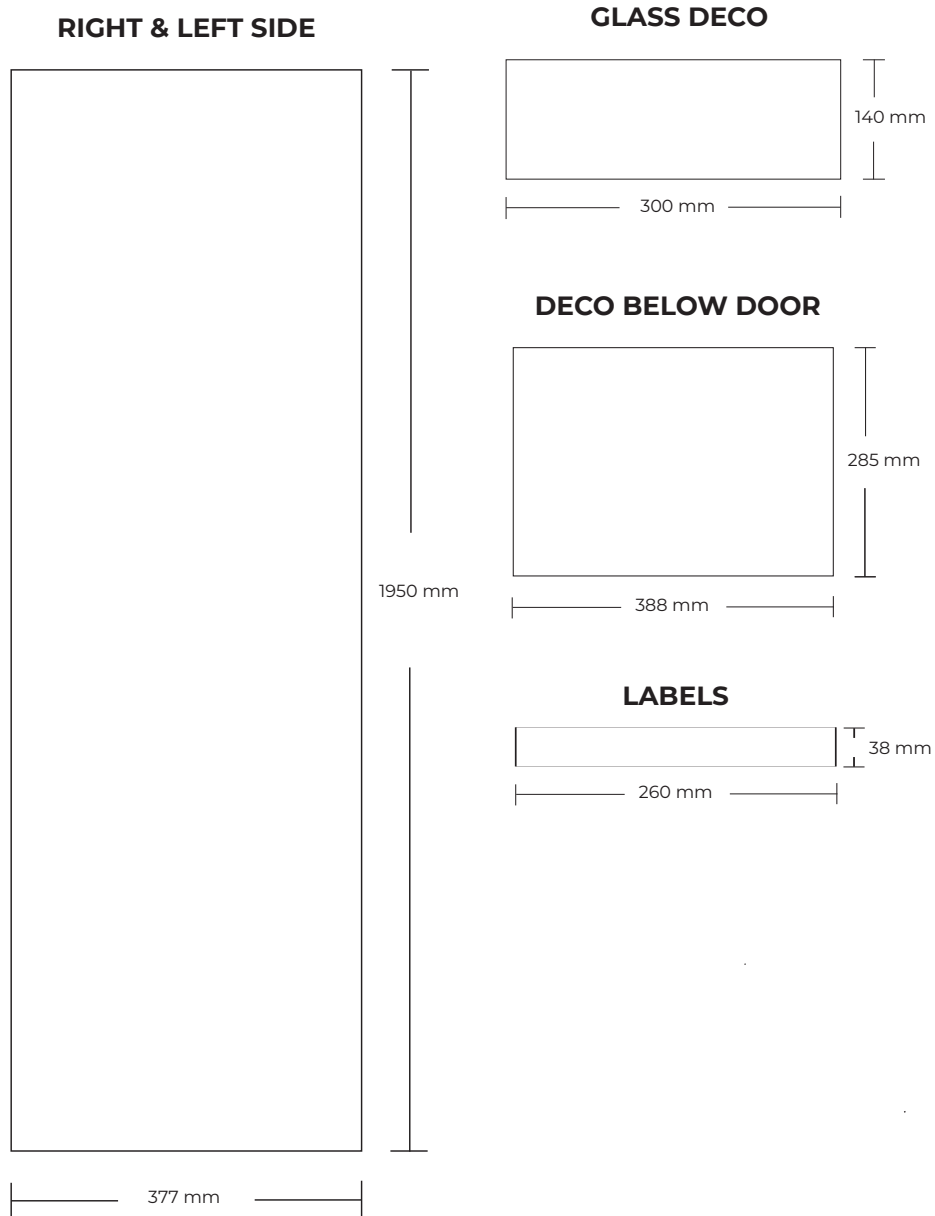 RIGHT & LEFT SIDE
1950 mm
377 mm
GLASS DECO
140 mm
300 mm
DECO BELOW DOOR
285 mm
388 mm
LABELS
38 mm
260 mm